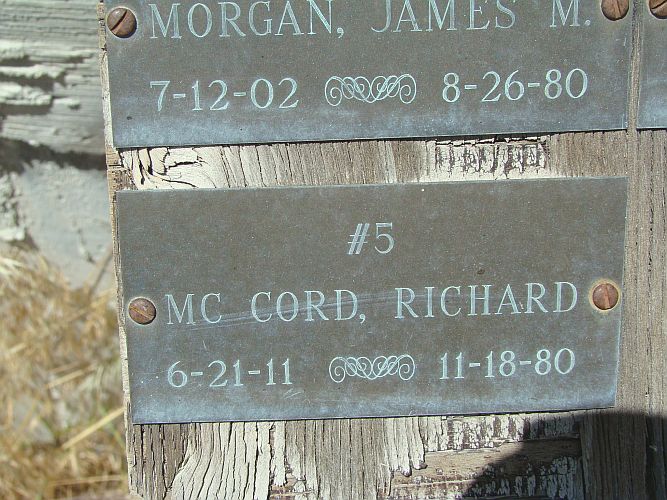 MORGAN, JAMES M.
7-12-02 8-26-80
#5
MC CORD, RICHARD
6-21-11 11-18-80